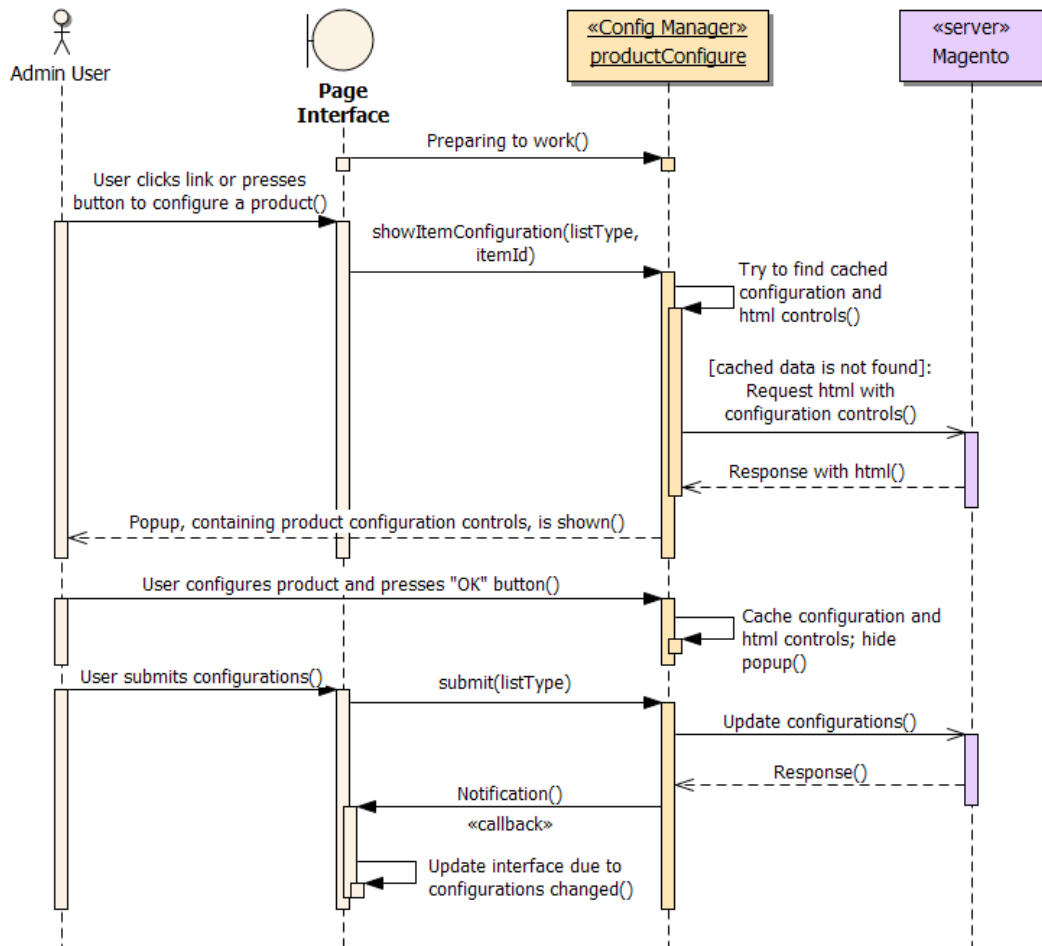 Admin User
Page
Interface
«Config Manager»
productConfigure
«server»
Magento
Preparing to work()
User clicks link or presses
button to configure a product()
showItemConfiguration(listType,
itemId)
Try to find cached
configuration and
html controls()
[cached data is not found]:
Request html with
configuration controls()
Response with html()
Popup, containing product configuration controls, is shown()
User configures product and presses "OK" button()
Cache configuration and
html controls; hide
popup()
User submits configurations()
submit(listType)
Update configurations()
Response()
Notification()
«callback»
Update interface due to
configurations changed()